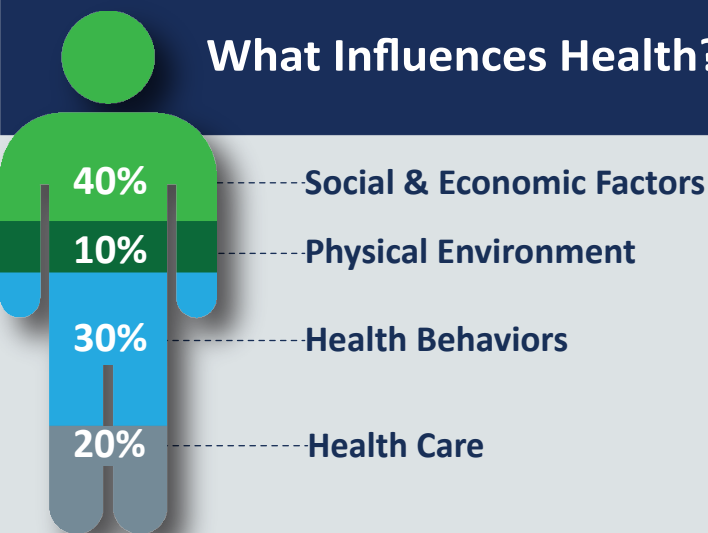 What Influences Health?
40% Social & Economic Factors
10% Physical Environment
30% Health Behaviors
20% Health Care